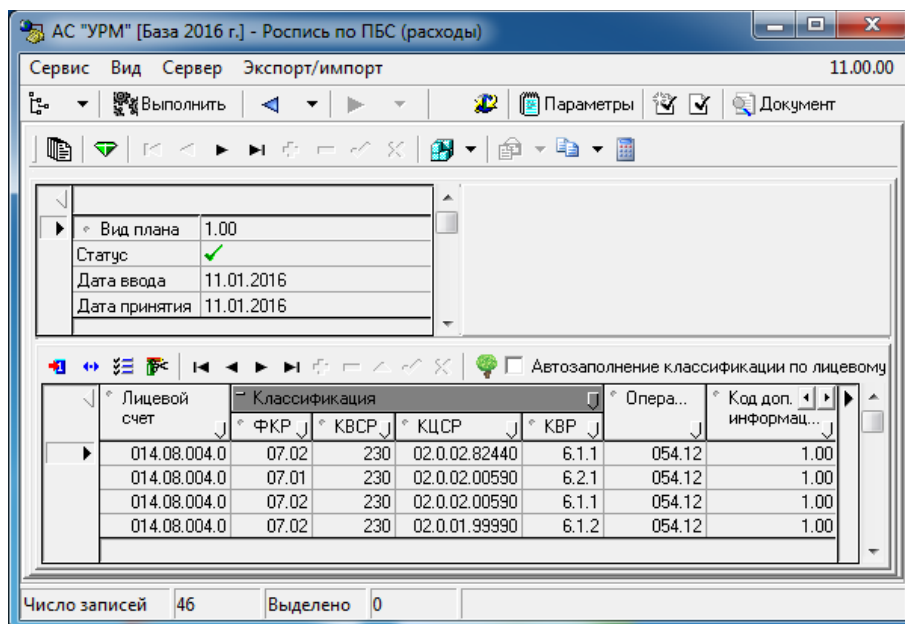 АС "УРМ" [База 2016 г.] - Роспись по ПБС (расходы)
Сервис Вид Сервер Экспорт/импорт 11.00.00
Выполнить Параметры Документ
Вид плана 1.00
Статус
Дата ввода 11.01.2016
Дата принятия 11.01.2016
Автозаполнение классификации по лицевому
Лицевой счет Классификация Опера... Код доп. информац...
ФКР КВСР КЦСР КВР
014.08.004.0 07.02 230 02.0.02.82440 6.1.1 054.12 1.00
014.08.004.0 07.01 230 02.0.02.00590 6.2.1 054.12 1.00
014.08.004.0 07.02 230 02.0.02.00590 6.1.1 054.12 1.00
014.08.004.0 07.02 230 02.0.01.99990 6.1.2 054.12 1.00
Число записей 46 Выделено 0